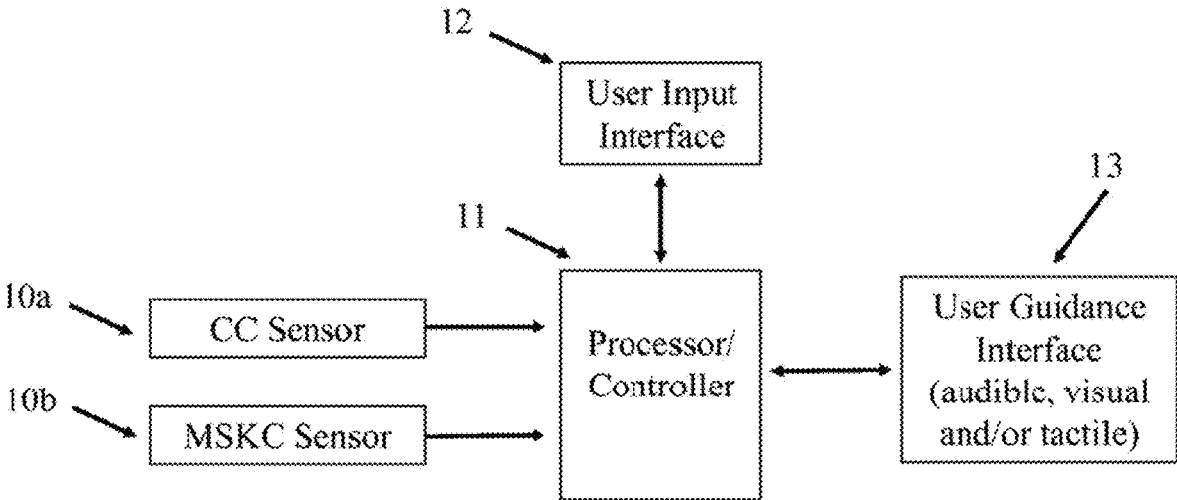 12
User Input
Interface
13
11
10a
CC Sensor
Processor/
Controller
User Guidance
Interface
(audible, visual
and/or tactile)
10b
MSKC Sensor